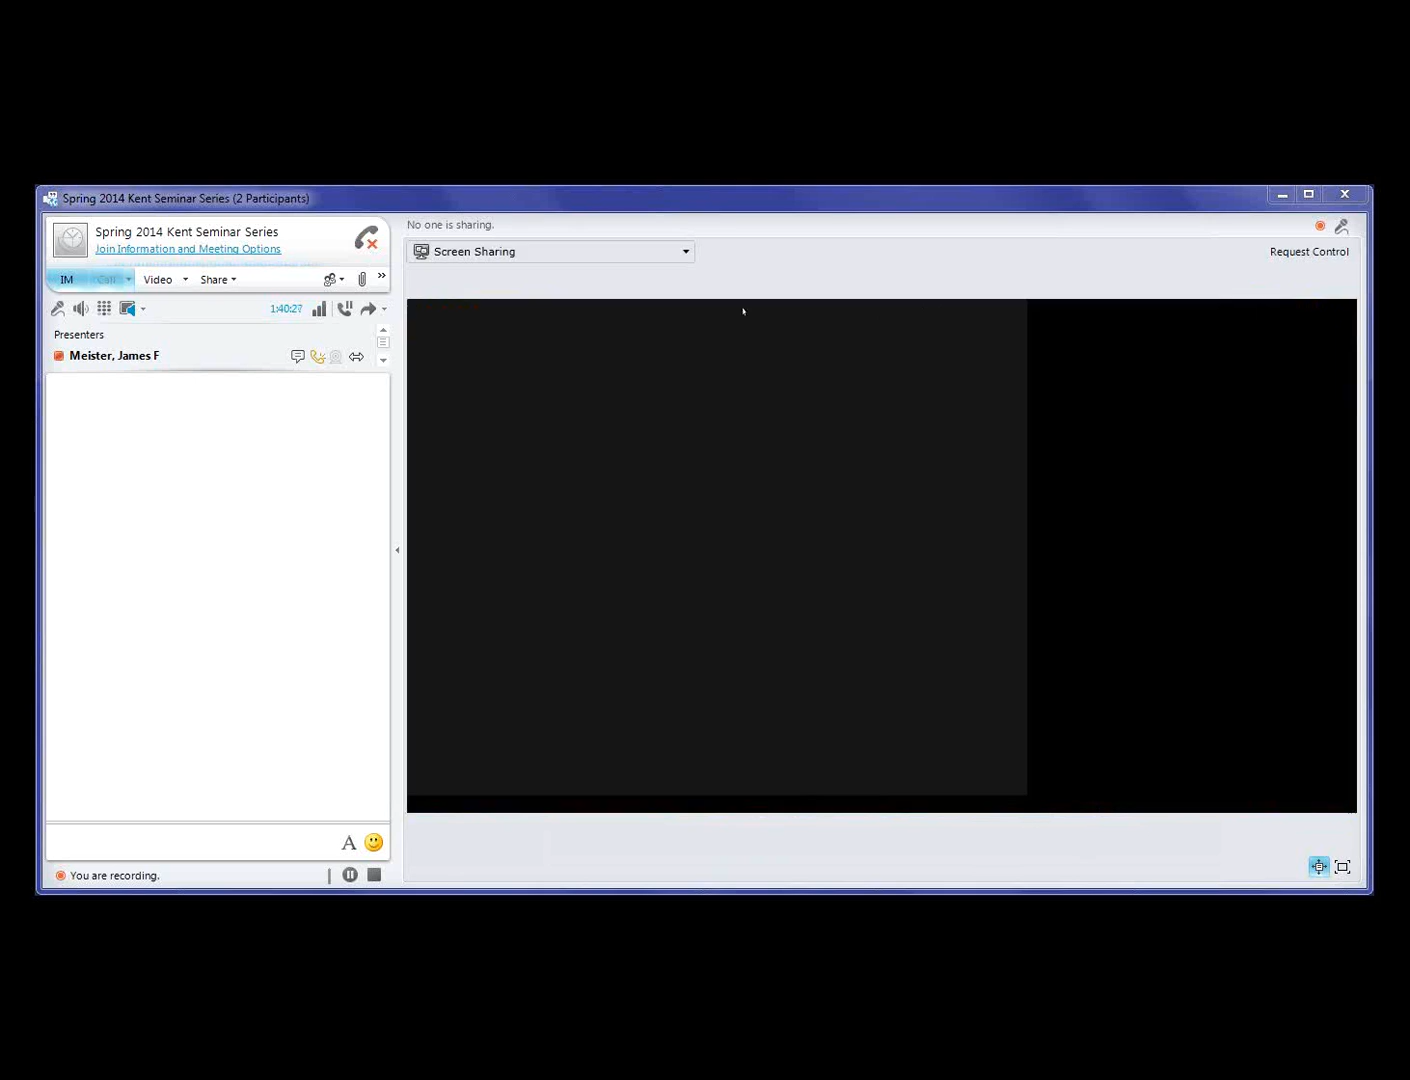 Spring 2014 Kent Seminar Series (2 Participants)
Spring 2014 Kent Seminar Series
Join Information and Meeting Options
No one is sharing.
Screen Sharing
Request Control
IM Call Video Share
1:40:27
Presenters
Meister, James F
A
You are recording.